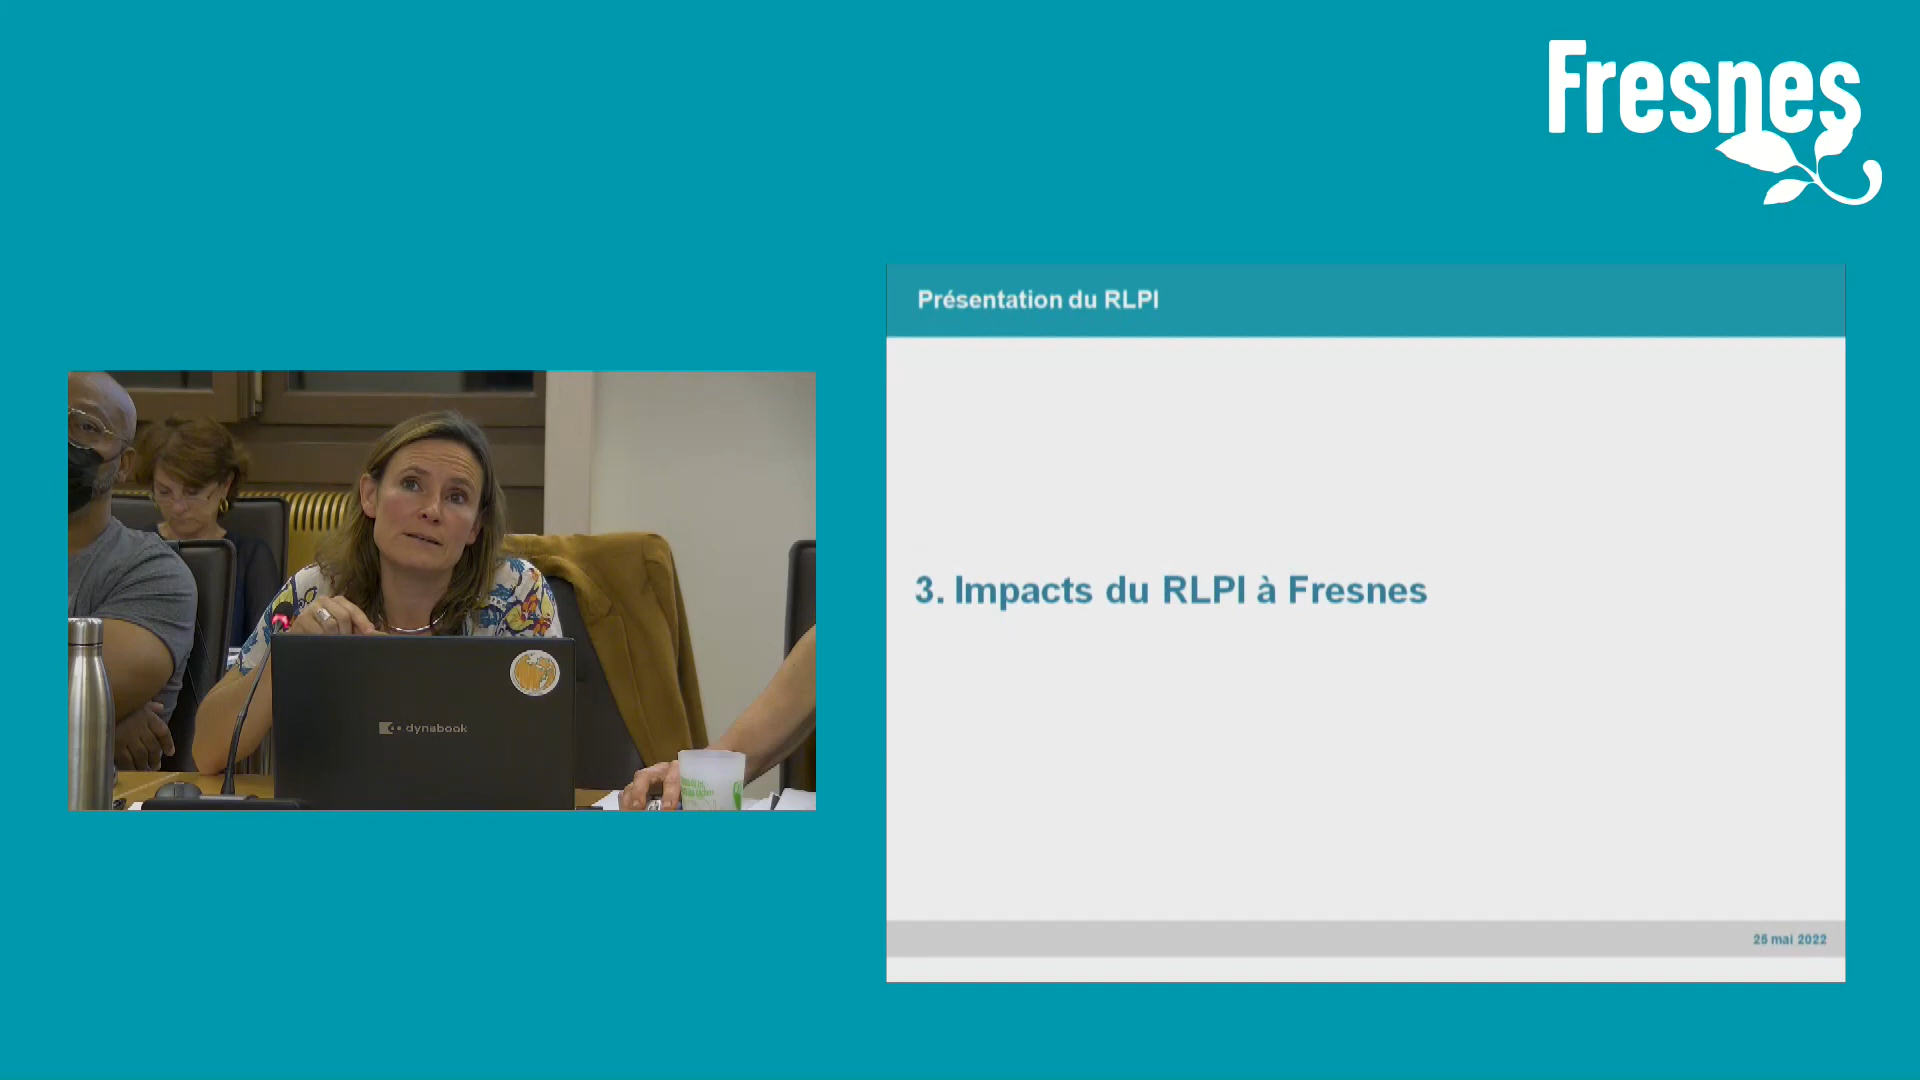 Fresnes
Présentation du RLPI
3. Impacts du RLPI à Fresnes
25 mai 2022
dynabook